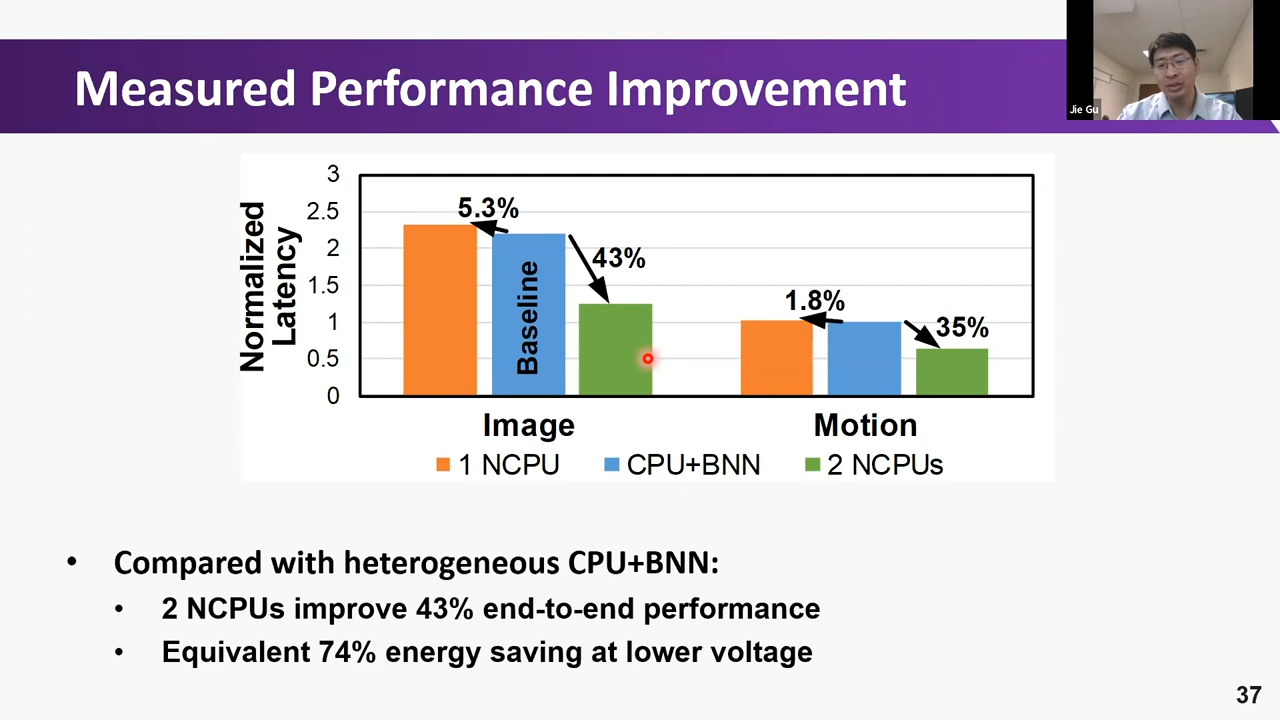 Measured Performance Improvement
Jie Gu
Normalized
Latency
3
2.5
2
1.5
1
0.5
0
5.3%
43%
Baseline
1.8%
35%
Image
Motion
1 NCPU
CPU+BNN
2 NCPUs
• Compared with heterogeneous CPU+BNN:
• 2 NCPUs improve 43% end-to-end performance
• Equivalent 74% energy saving at lower voltage
37